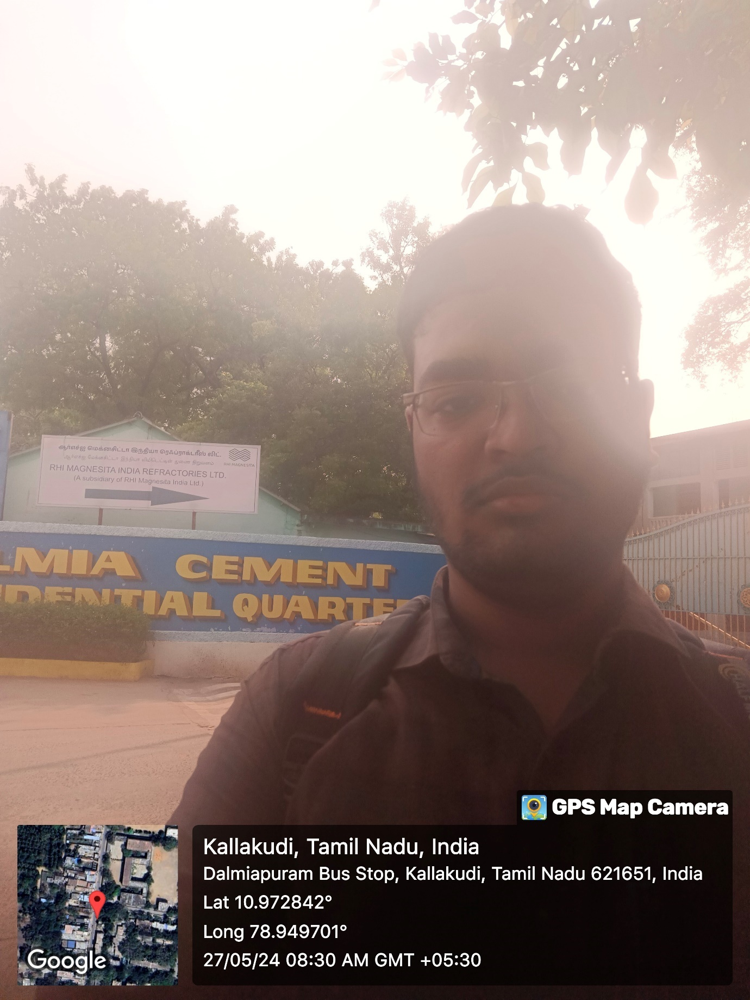 ஆர்எச்ஐ மெக்னசிட்டா இந்தியா ரெஃப்ராக்டரீஸ் லிட்.
ஆர்எச்ஐ மேக்னசிட்டா இந்தியா லிமிடெட்டின் துணை நிறுவனம்
RHI MAGNESITA
RHI MAGNESITA INDIA REFRACTORIES LTD.
(A subsidiary of RHI Magnesita India Ltd.)
LMIA CEMENT
DENTIAL QUARTE
GPS Map Camera
Kallakudi, Tamil Nadu, India
Dalmiapuram Bus Stop, Kallakudi, Tamil Nadu 621651, India
Lat 10.972842°
Long 78.949701°
27/05/24 08:30 AM GMT +05:30
Google